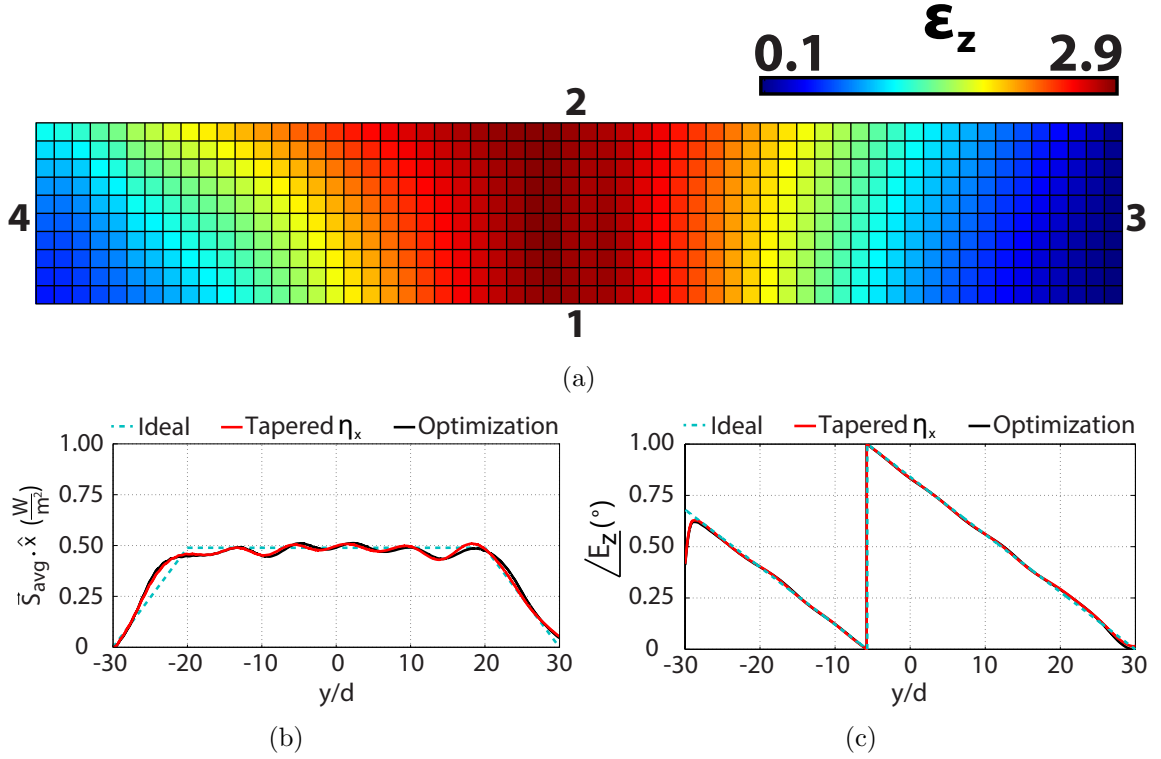 ε_z
0.1 2.9
2
4 3
1
(a)
Ideal Tapered η_x Optimization
1.00
0.75
0.50
0.25
0
S̄_avg · x̂ (W/m²)
-30 -20 -10 0 10 20 30
y/d
(b)
Ideal Tapered η_x Optimization
1.00
0.75
0.50
0.25
0
∠E_z (°)
-30 -20 -10 0 10 20 30
y/d
(c)